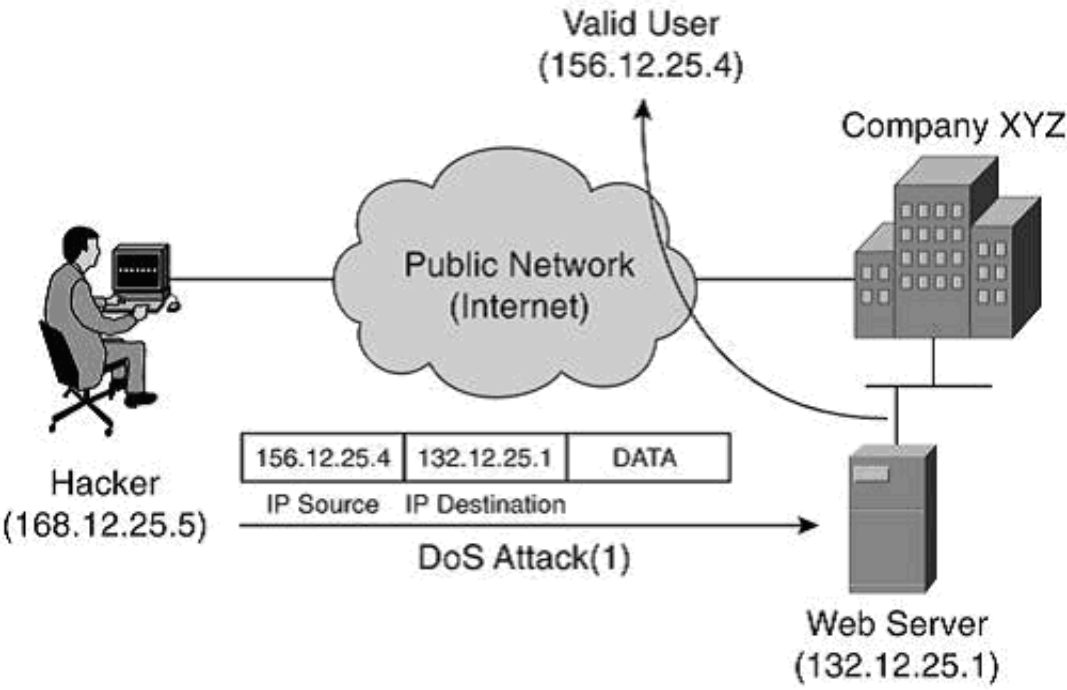 Valid User
(156.12.25.4)
Company XYZ
Public Network
(Internet)
156.12.25.4 132.12.25.1 DATA
IP Source IP Destination
Hacker
(168.12.25.5)
DoS Attack(1)
Web Server
(132.12.25.1)